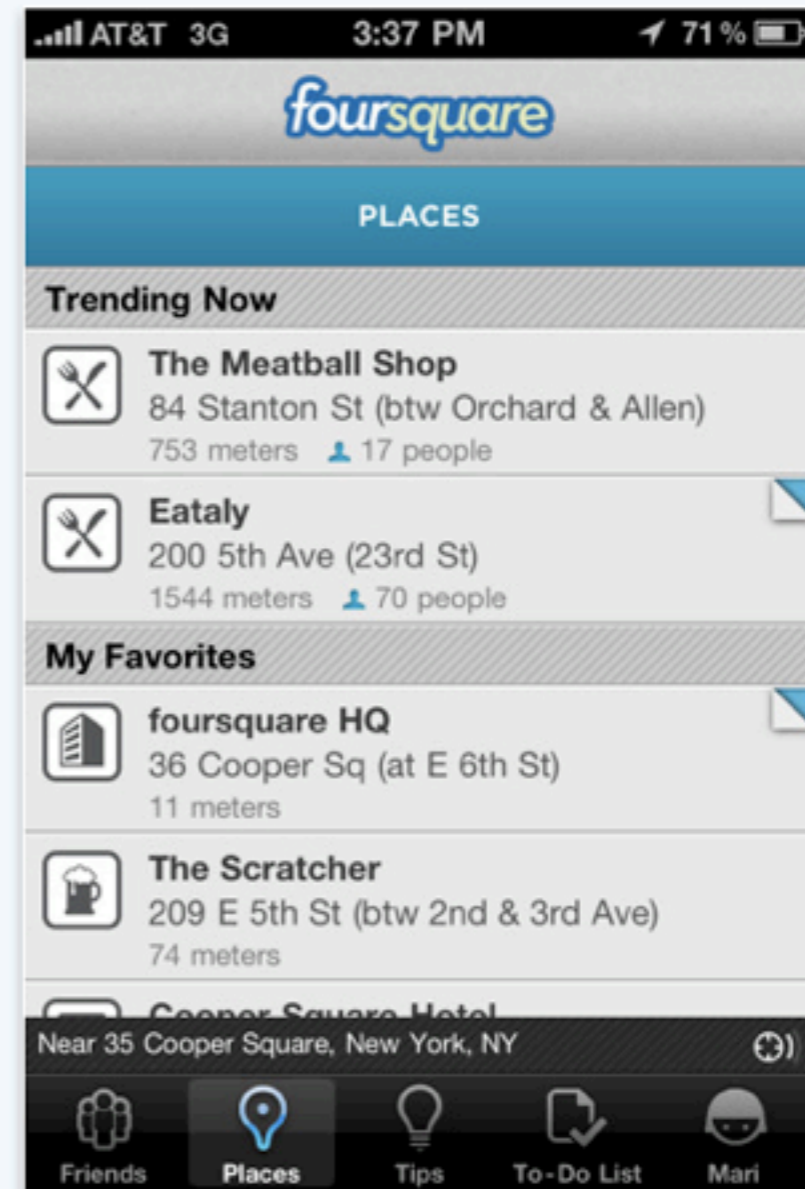 AT&T 3G 3:37 PM 71%
foursquare
PLACES
Trending Now
The Meatball Shop
84 Stanton St (btw Orchard & Allen)
753 meters 17 people
Eataly
200 5th Ave (23rd St)
1544 meters 70 people
My Favorites
foursquare HQ
36 Cooper Sq (at E 6th St)
11 meters
The Scratcher
209 E 5th St (btw 2nd & 3rd Ave)
74 meters
Cooper Square Hotel
Near 35 Cooper Square, New York, NY
Friends Places Tips To-Do List Mari